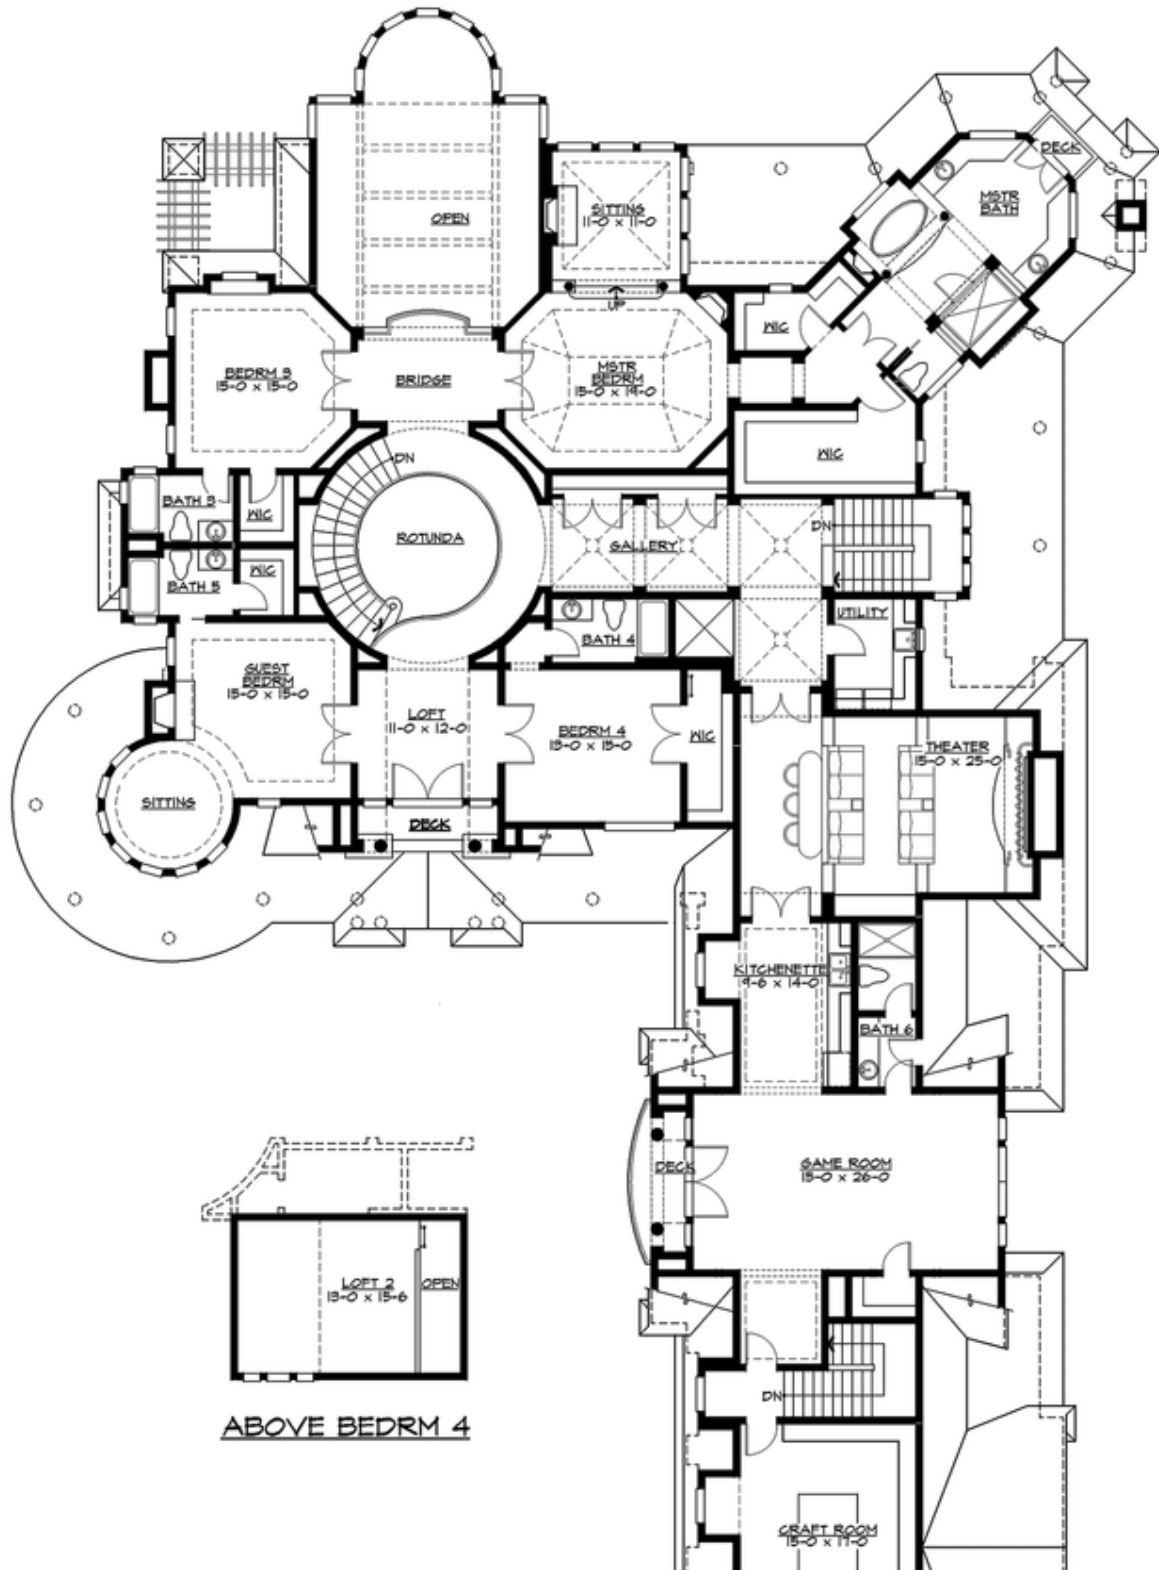 DECK
MSTR
BATH
SITTING
11-0 x 11-0
OPEN
UP
WIC
BEDRM 3
15-0 x 15-0
BRIDGE
MSTR
BEDRM
15-0 x 19-0
WIC
DN
BATH 3
WIC
ROTUNDA
GALLERY
DN
BATH 5
WIC
BATH 4
UTILITY
GUEST
BEDRM
15-0 x 15-0
LOFT
11-0 x 12-0
BEDRM 4
13-0 x 15-0
WIC
THEATER
15-0 x 25-0
SITTING
DECK
KITCHENETTE
9-6 x 14-0
BATH 6
DECK
GAME ROOM
15-0 x 26-0
LOFT 2
13-0 x 15-6
OPEN
DN
ABOVE BEDRM 4
CRAFT ROOM
15-0 x 17-0